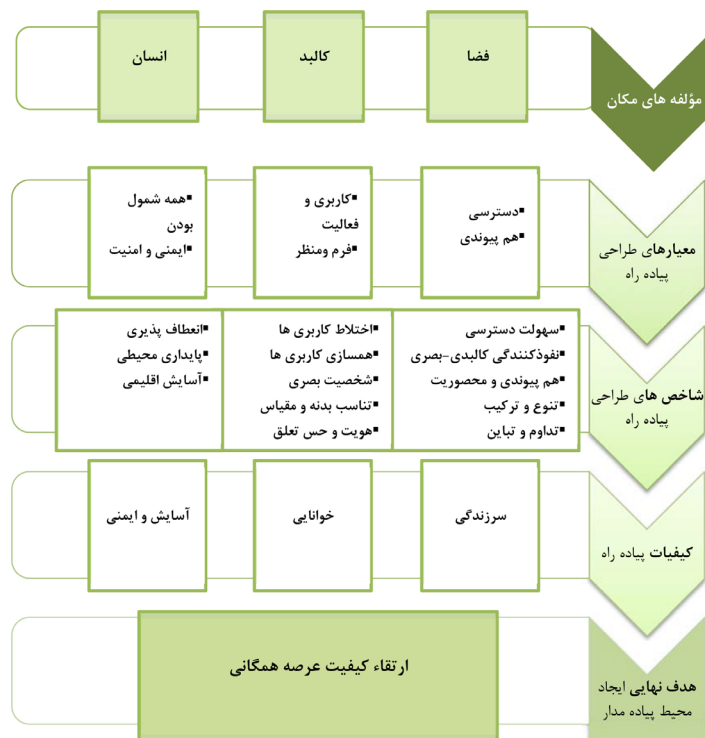 مؤلفه های مکان
فضا
کالبد
انسان
معیارهای طراحی
پیاده راه
▪دسترسی
▪هم پیوندی
▪کاربری و
فعالیت
▪فرم ومنظر
▪همه شمول
بودن
▪ایمنی و امنیت
شاخص های طراحی
پیاده راه
▪سهولت دسترسی
▪نفوذکنندگی کالبدی-بصری
▪هم پیوندی و محصوریت
▪تنوع و ترکیب
▪تداوم و تباین
▪اختلاط کاربری ها
▪همسازی کاربری ها
▪شخصیت بصری
▪تناسب بدنه و مقیاس
▪هویت و حس تعلق
▪انعطاف پذیری
▪پایداری محیطی
▪آسایش اقلیمی
کیفیات پیاده راه
سرزندگی
خوانایی
آسایش و ایمنی
هدف نهایی ایجاد
محیط پیاده مدار
ارتقاء کیفیت عرصه همگانی